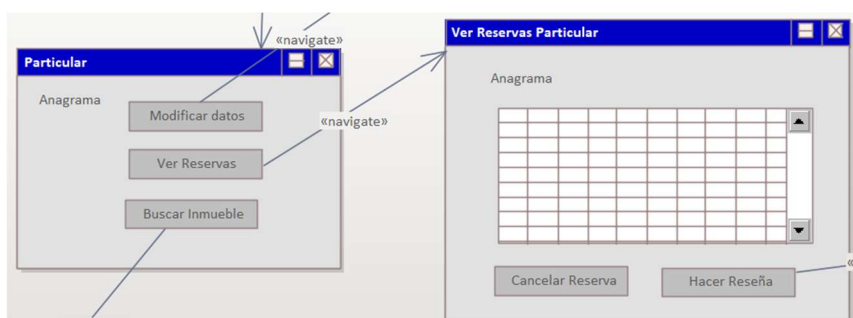 «navigate»
Particular
Anagrama
Modificar datos
Ver Reservas
Buscar Inmueble
«navigate»
Ver Reservas Particular
Anagrama
Cancelar Reserva
Hacer Reseña
«